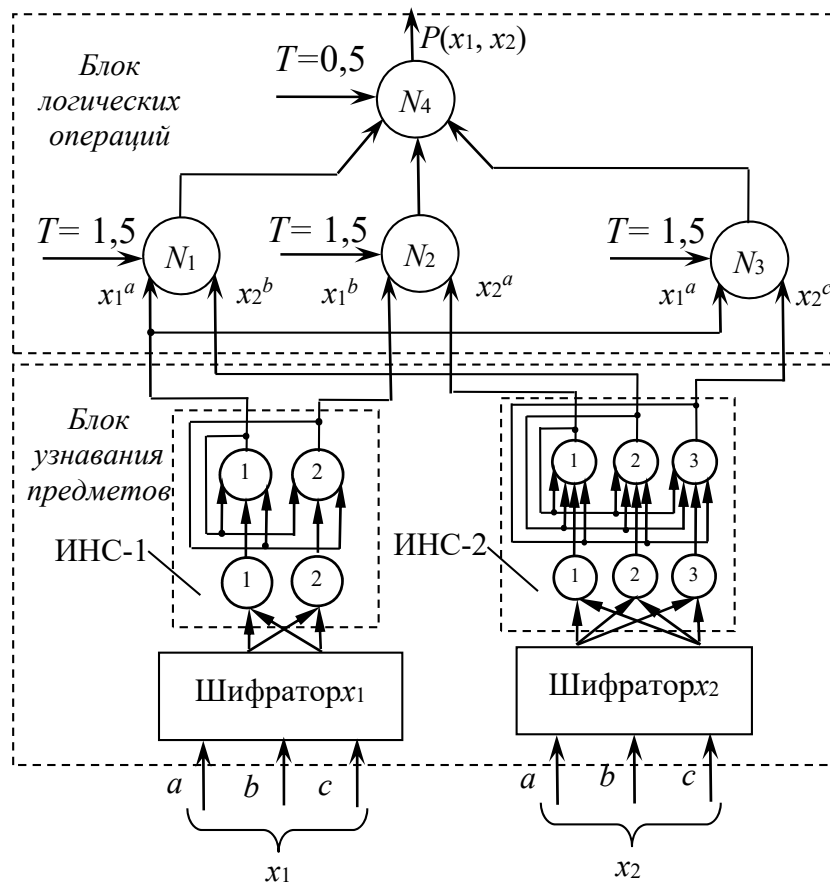 P(x₁, x₂)
Блок
логических
операций
T=0,5
N₄
T= 1,5
N₁
T= 1,5
N₂
T= 1,5
N₃
x₁ᵃ
x₂ᵇ
x₁ᵇ
x₂ᵃ
x₁ᵃ
x₂ᶜ
Блок
узнавания
предметов
1
2
1
2
3
ИНС-1
ИНС-2
1
2
1
2
3
Шифраторx₁
Шифраторx₂
a
b
c
a
b
c
x₁
x₂